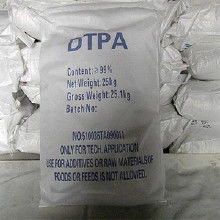 DTPA
Content: ≥ 99%
Net Weight: 25kg
Gross Weight: 25.1kg
Batch No:
ONLY FOR TECH. APPLICATION
USE FOR ADDITIVES OR RAW MATERIALS OF
FOODS OR FEEDS IS NOT ALLOWED.